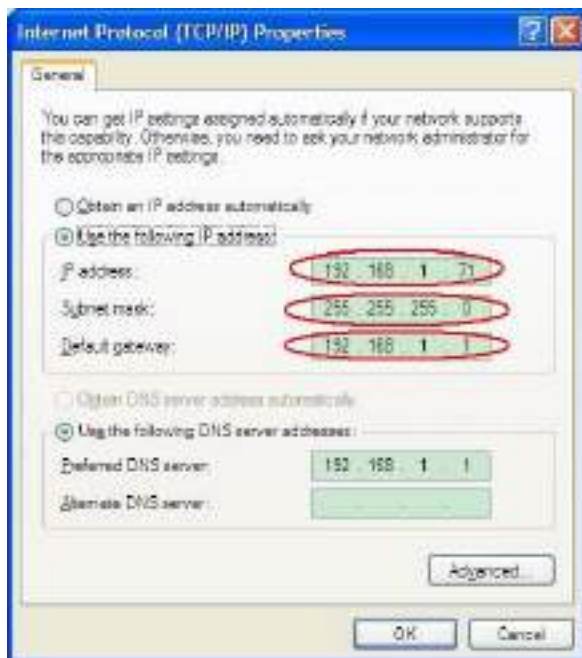 Internet Protocol (TCP/IP) Properties
General
You can get IP settings assigned automatically if your network supports
this capability. Otherwise, you need to ask your network administrator for
the appropriate IP settings.
Obtain an IP address automatically
Use the following IP address:
IP address: 192 . 168 . 1 . 71
Subnet mask: 255 . 255 . 255 . 0
Default gateway: 192 . 168 . 1 . 1
Obtain DNS server address automatically
Use the following DNS server addresses:
Preferred DNS server: 192 . 168 . 1 . 1
Alternate DNS server: . . .
Advanced...
OK Cancel